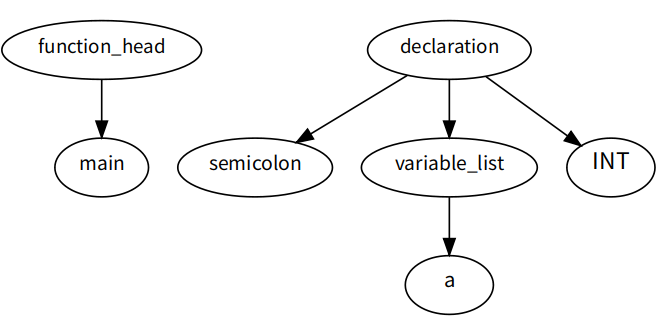 function_head
declaration
main
semicolon
variable_list
INT
a